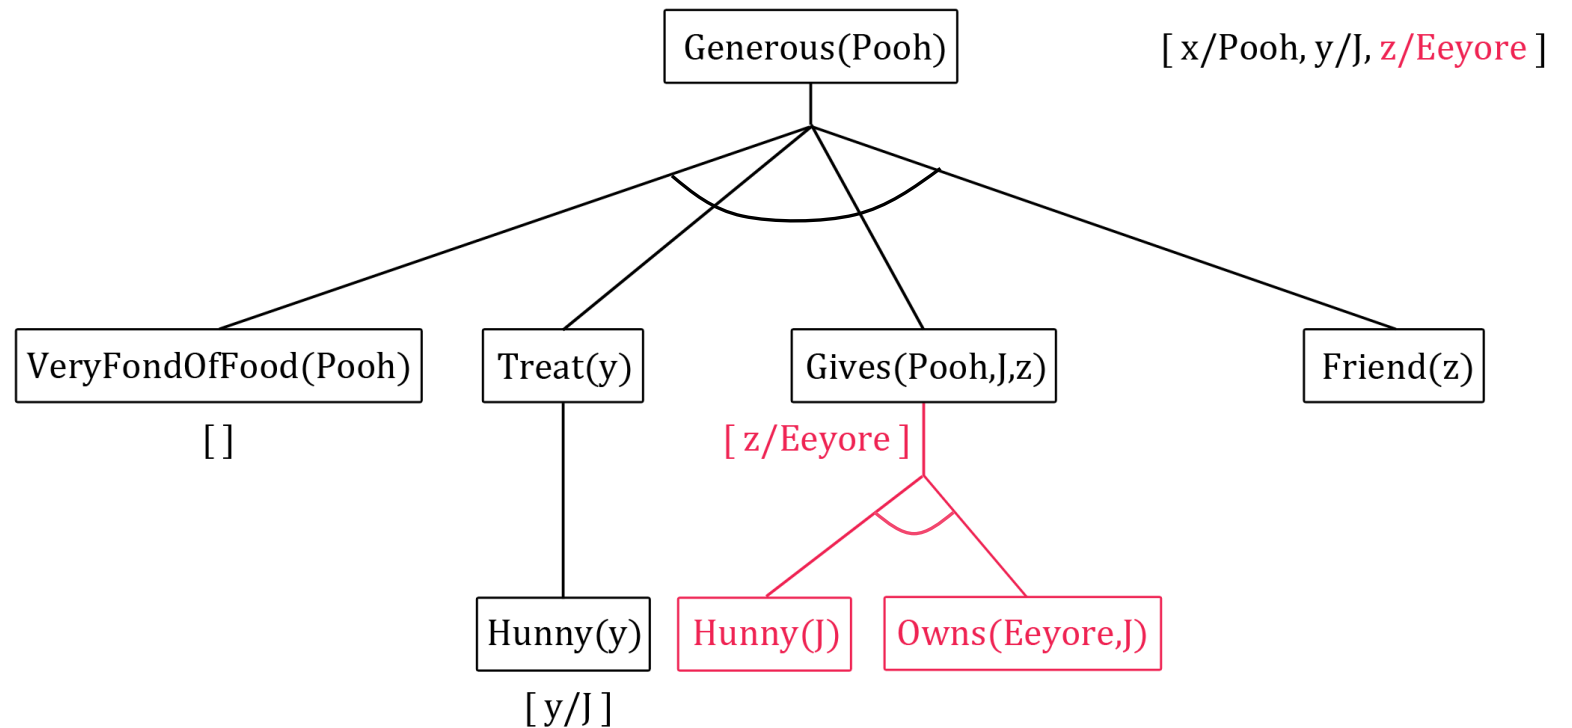 Generous(Pooh)
[ x/Pooh, y/J, z/Eeyore ]
VeryFondOfFood(Pooh)
Treat(y)
Gives(Pooh,J,z)
Friend(z)
[ ]
[ z/Eeyore ]
Hunny(y)
Hunny(J)
Owns(Eeyore,J)
[ y/J ]